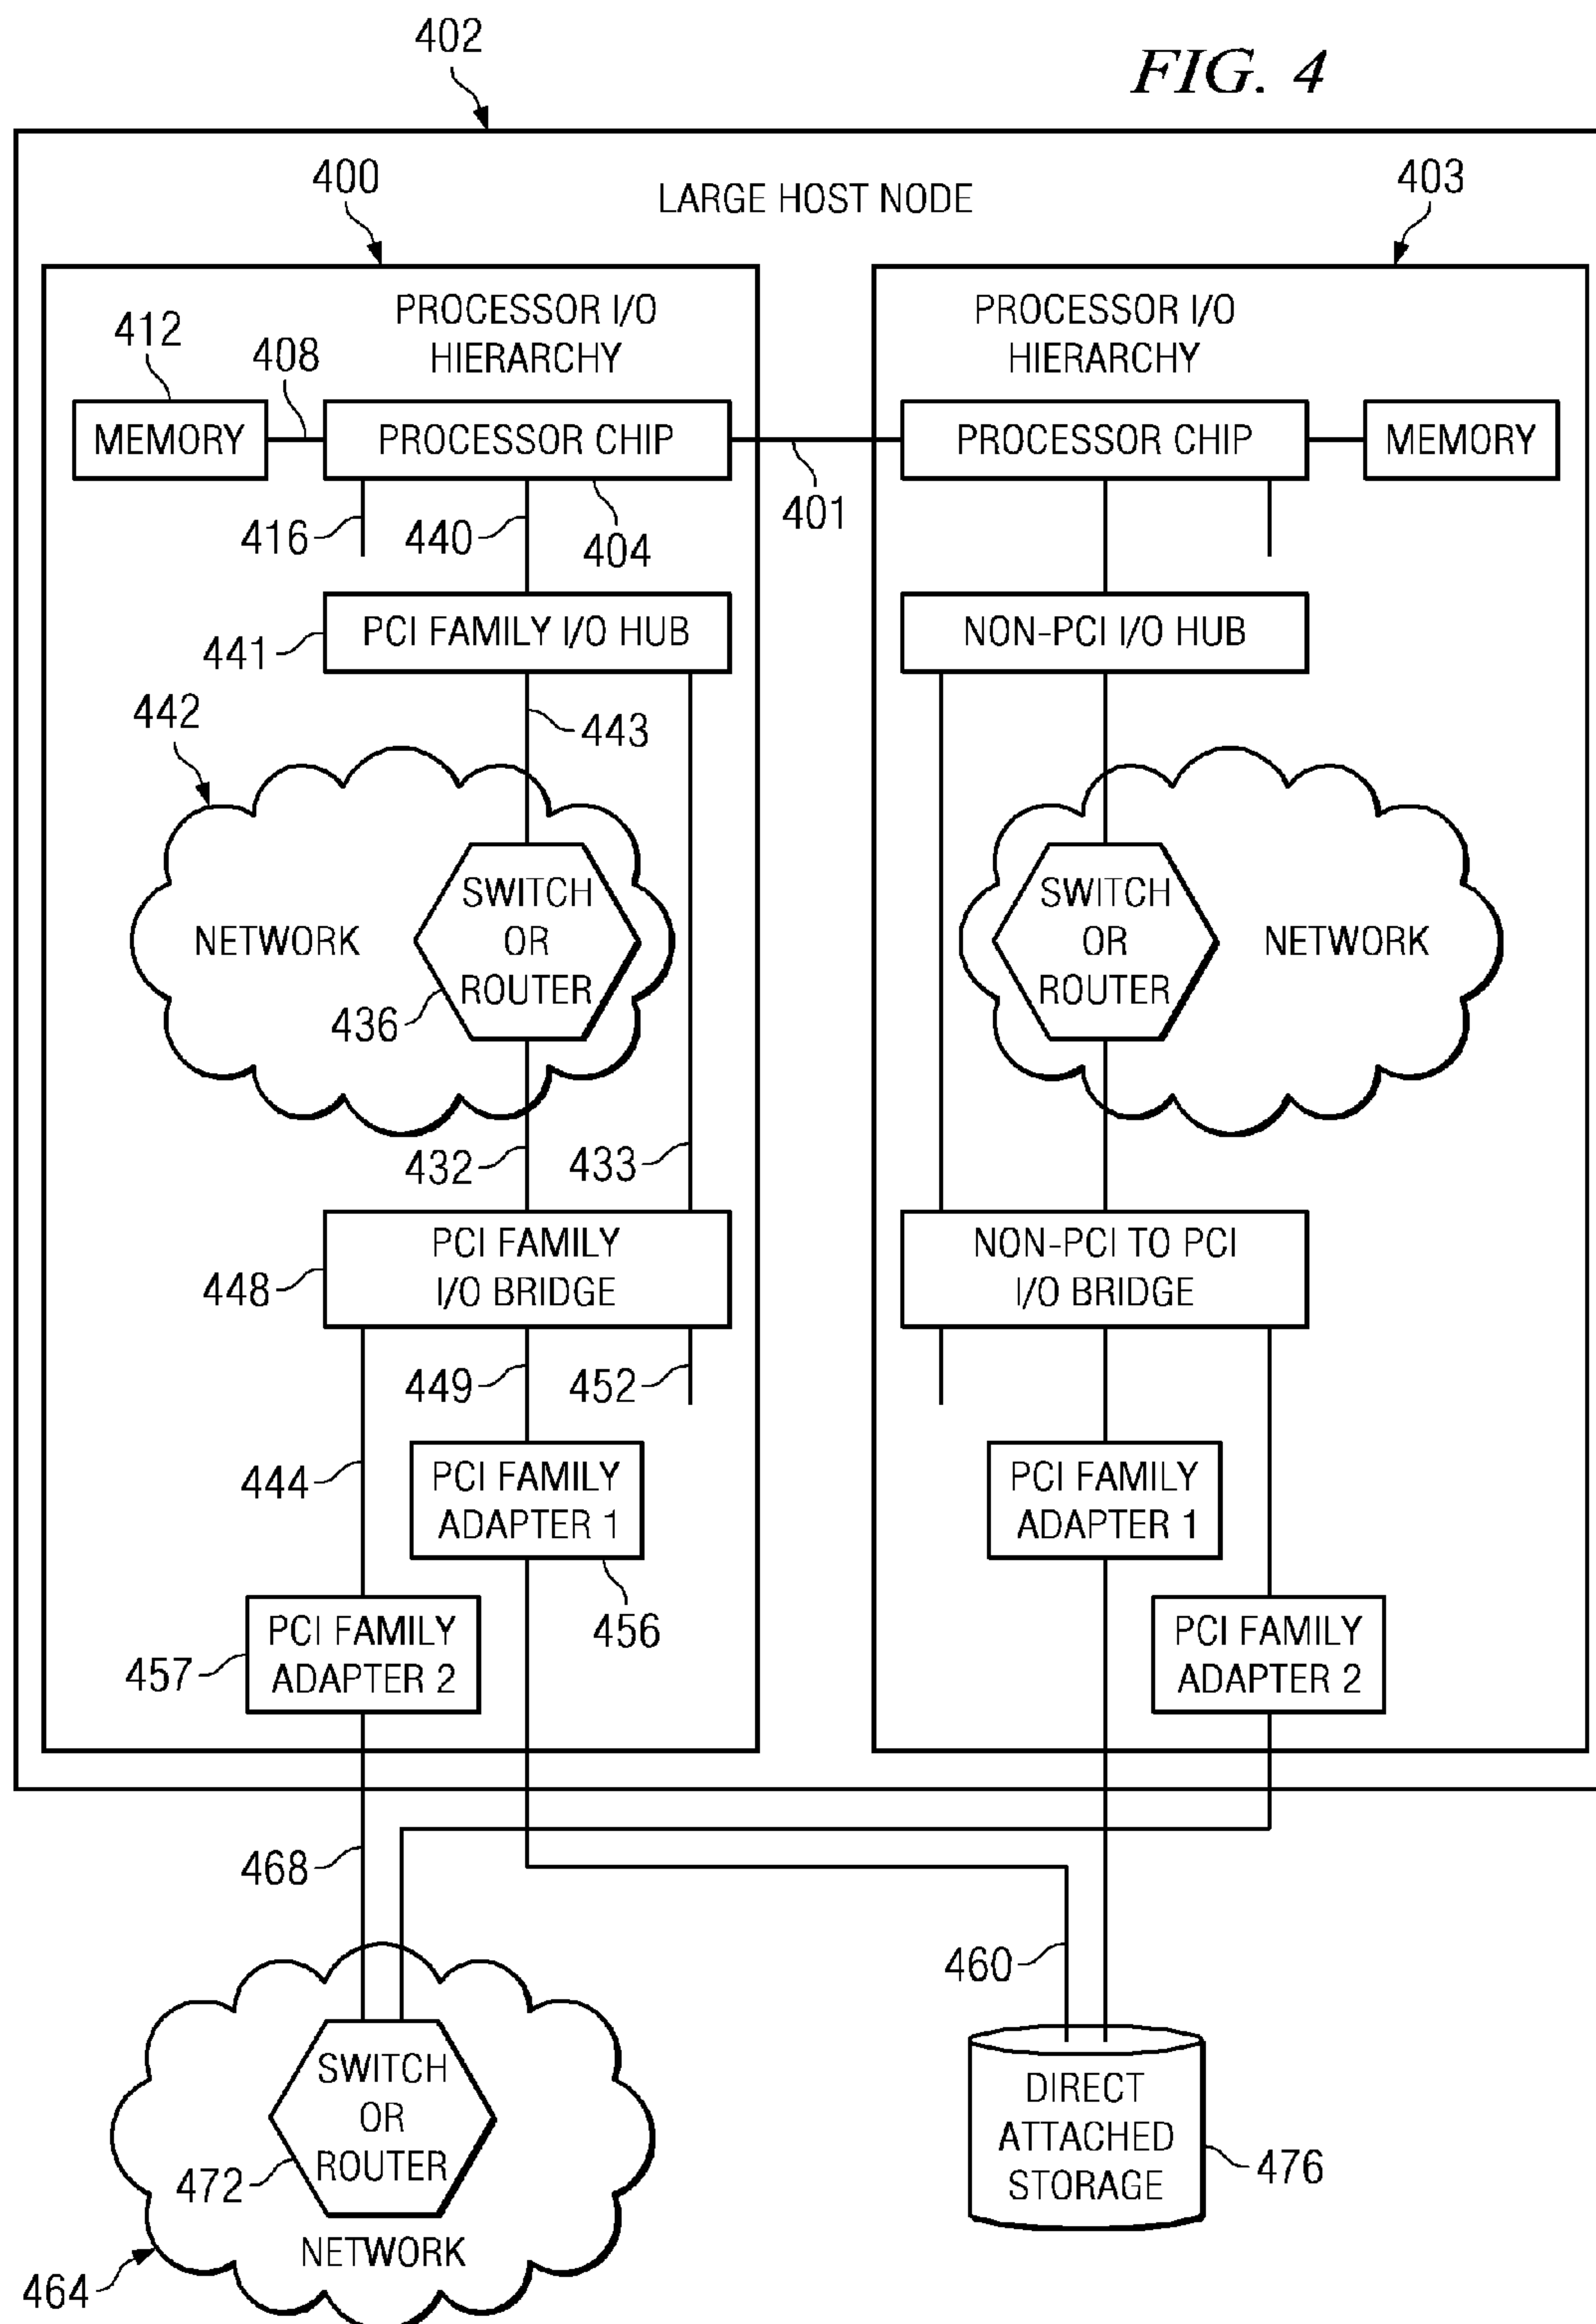 402
FIG. 4
400
LARGE HOST NODE
403
PROCESSOR I/O
HIERARCHY
412
408
MEMORY
PROCESSOR CHIP
416
440
404
401
PROCESSOR I/O
HIERARCHY
PROCESSOR CHIP
MEMORY
441
PCI FAMILY I/O HUB
NON-PCI I/O HUB
442
443
NETWORK
SWITCH
OR
ROUTER
436
SWITCH
OR
ROUTER
NETWORK
432
433
448
PCI FAMILY
I/O BRIDGE
NON-PCI TO PCI
I/O BRIDGE
449
452
444
PCI FAMILY
ADAPTER 1
456
PCI FAMILY
ADAPTER 1
457
PCI FAMILY
ADAPTER 2
PCI FAMILY
ADAPTER 2
468
460
SWITCH
OR
ROUTER
472
NETWORK
464
DIRECT
ATTACHED
STORAGE
476